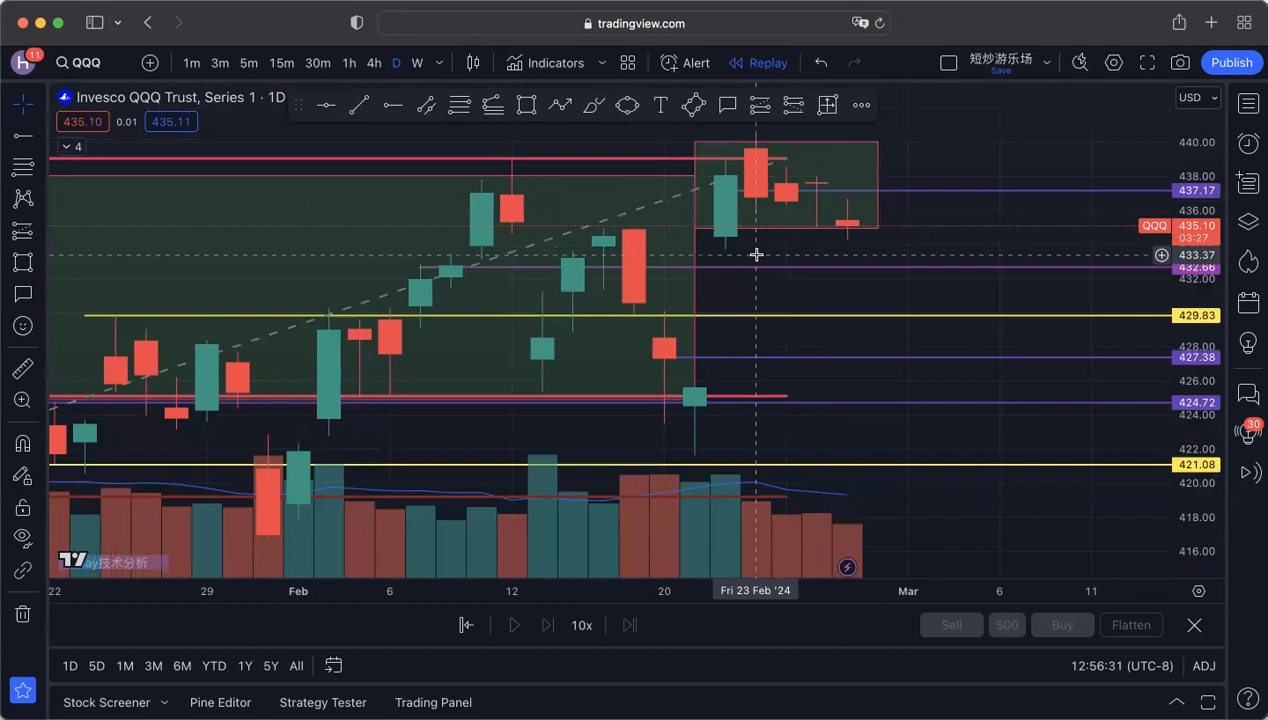 tradingview.com
h 11 QQQ 1m 3m 5m 15m 30m 1h 4h D W Indicators Alert Replay 短炒游乐场 Save Publish
Invesco QQQ Trust, Series 1 · 1D
USD
435.10 0.01 435.11
4
440.00
438.00
437.17
436.00
QQQ 435.10
03:27
433.37
432.66
432.00
429.83
428.00
427.38
426.00
424.72
424.00
422.00
421.08
420.00
418.00
416.00
30
ay技术分析
22 29 Feb 6 12 20 Fri 23 Feb '24 Mar 6 11
10x Sell 500 Buy Flatten
1D 5D 1M 3M 6M YTD 1Y 5Y All 12:56:31 (UTC-8) ADJ
Stock Screener Pine Editor Strategy Tester Trading Panel